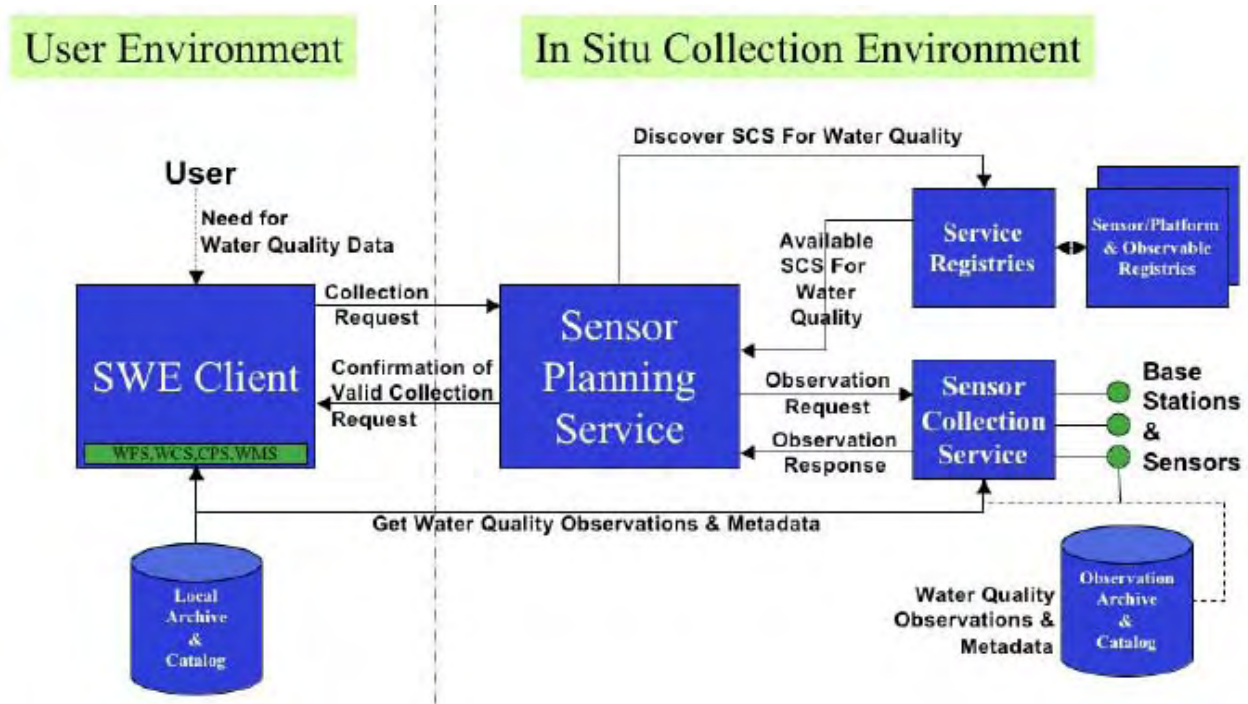 User Environment
In Situ Collection Environment
Discover SCS For Water Quality
User
Need for
Water Quality Data
Available
SCS For
Water
Quality
Service
Registries
Sensor/Platform
& Observable
Registries
Collection
Request
SWE Client
WFS,WCS,CPS,WMS
Confirmation of
Valid Collection
Request
Sensor
Planning
Service
Observation
Request
Observation
Response
Sensor
Collection
Service
Base
Stations
&
Sensors
Get Water Quality Observations & Metadata
Local
Archive
&
Catalog
Water Quality
Observations &
Metadata
Observation
Archive
&
Catalog